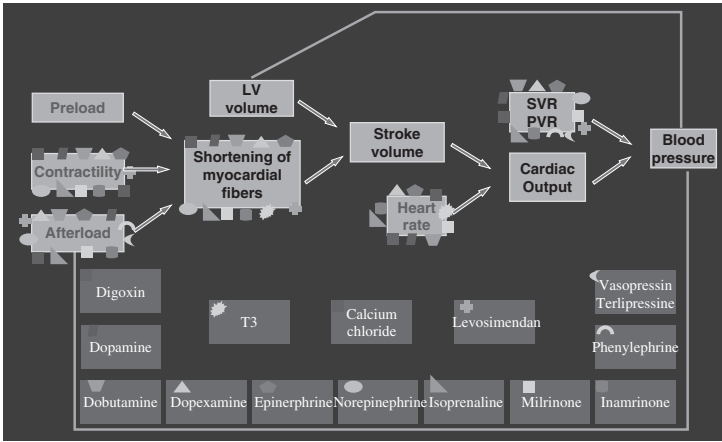 LV
volume
Preload
SVR
PVR
Stroke
volume
Blood
pressure
Shortening of
myocardial
fibers
Contractility
Cardiac
Output
Heart
rate
Afterload
Digoxin
T3
Calcium
chloride
Levosimendan
Vasopressin
Terlipressine
Dopamine
Phenylephrine
Dobutamine
Dopexamine
Epinerphrine
Norepinephrine
Isoprenaline
Milrinone
Inamrinone